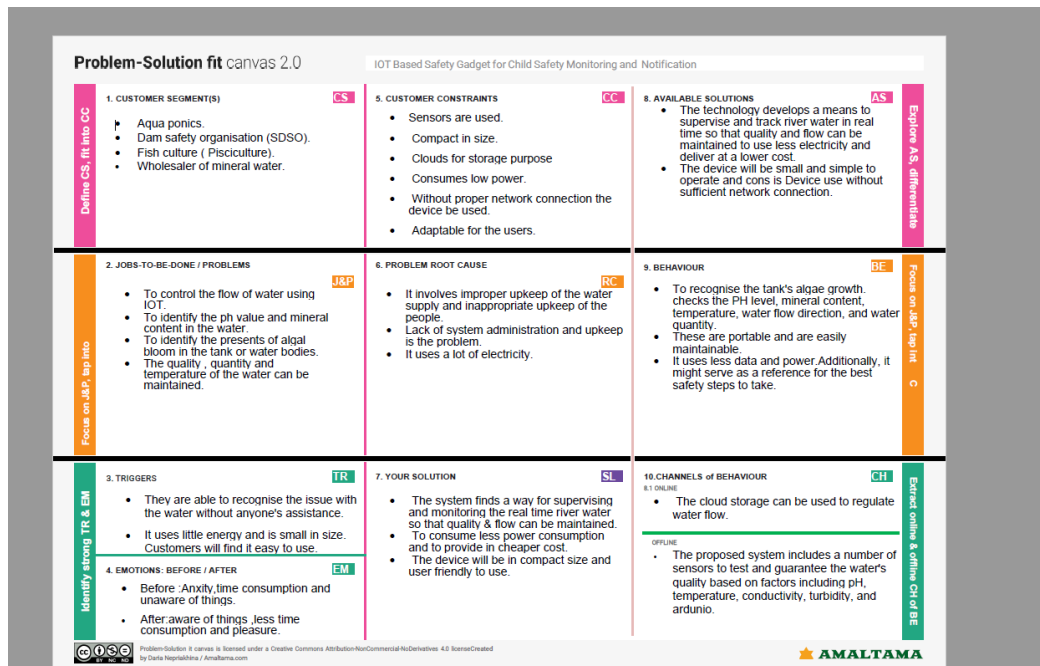 Problem-Solution fit canvas 2.0
IOT Based Safety Gadget for Child Safety Monitoring and Notification
Define CS, fit into CC
1. CUSTOMER SEGMENT(S)
CS
• Aqua ponics.
• Dam safety organisation (SDSO).
• Fish culture ( Pisciculture).
• Wholesaler of mineral water.
5. CUSTOMER CONSTRAINTS
CC
• Sensors are used.
• Compact in size.
• Clouds for storage purpose
• Consumes low power.
• Without proper network connection the
device be used.
• Adaptable for the users.
8. AVAILABLE SOLUTIONS
AS
• The technology develops a means to
supervise and track river water in real
time so that quality and flow can be
maintained to use less electricity and
deliver at a lower cost.
• The device will be small and simple to
operate and cons is Device use without
sufficient network connection.
Explore AS, differentiate
Focus on J&P, tap into
2. JOBS-TO-BE-DONE / PROBLEMS
J&P
• To control the flow of water using
IOT.
• To identify the ph value and mineral
content in the water.
• To identify the presents of algal
bloom in the tank or water bodies.
• The quality , quantity and
temperature of the water can be
maintained.
6. PROBLEM ROOT CAUSE
RC
• It involves improper upkeep of the water
supply and inappropriate upkeep of the
people.
• Lack of system administration and upkeep
is the problem.
• It uses a lot of electricity.
9. BEHAVIOUR
BE
• To recognise the tank's algae growth.
checks the PH level, mineral content,
temperature, water flow direction, and water
quantity.
• These are portable and are easily
maintainable.
• It uses less data and power.Additionally, it
might serve as a reference for the best
safety steps to take.
Focus on J&P, tap int C
Identify strong TR & EM
3. TRIGGERS
TR
• They are able to recognise the issue with
the water without anyone's assistance.
• It uses little energy and is small in size.
Customers will find it easy to use.
4. EMOTIONS: BEFORE / AFTER
EM
• Before :Anxity,time consumption and
unaware of things.
• After:aware of things ,less time
consumption and pleasure.
7. YOUR SOLUTION
SL
• The system finds a way for supervising
and monitoring the real time river water
so that quality & flow can be maintained.
• To consume less power consumption
and to provide in cheaper cost.
• The device will be in compact size and
user friendly to use.
10.CHANNELS of BEHAVIOUR
CH
8.1 ONLINE
• The cloud storage can be used to regulate
water flow.
OFFLINE
• The proposed system includes a number of
sensors to test and guarantee the water's
quality based on factors including pH,
temperature, conductivity, turbidity, and
ardunio.
Extract online & offline CH of BE
CC BY NC ND
Problem-Solution it canvas is licensed under a Creative Commons Attribution-NonCommercial-NoDerivatives 4.0 licenseCreated
by Daria Nepriakhina / Amaltama.com
AMALTAMA